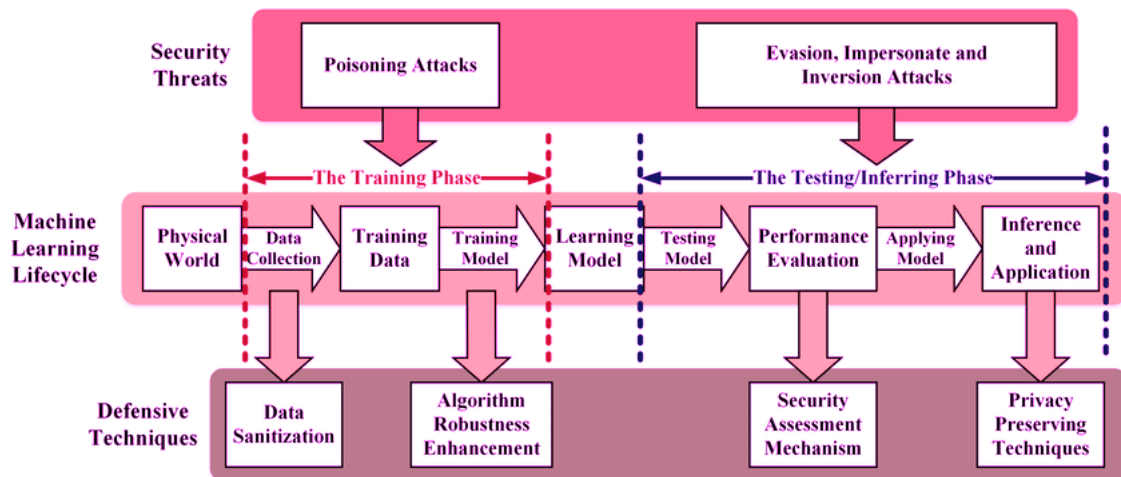 Security
Threats
Poisoning Attacks
Evasion, Impersonate and
Inversion Attacks
The Training Phase
The Testing/Inferring Phase
Machine
Learning
Lifecycle
Physical
World
Data
Collection
Training
Data
Training
Model
Learning
Model
Testing
Model
Performance
Evaluation
Applying
Model
Inference
and
Application
Defensive
Techniques
Data
Sanitization
Algorithm
Robustness
Enhancement
Security
Assessment
Mechanism
Privacy
Preserving
Techniques